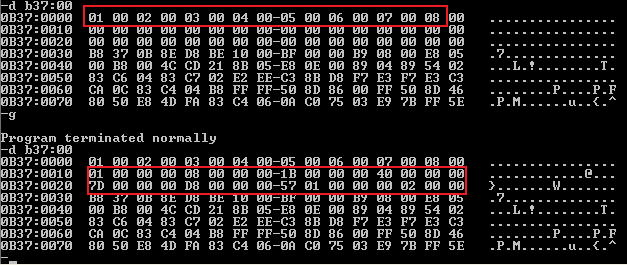 -d b37:00
0B37:0000 01 00 02 00 03 00 04 00-05 00 06 00 07 00 08 00 ................
0B37:0010 00 00 00 00 00 00 00 00-00 00 00 00 00 00 00 00 ................
0B37:0020 00 00 00 00 00 00 00 00-00 00 00 00 00 00 00 00 ................
0B37:0030 B8 37 0B 8E D8 BE 10 00-BF 00 00 B9 08 00 E8 05 .7..............
0B37:0040 00 B8 00 4C CD 21 8B 05-E8 0E 00 89 04 89 54 02 ...L.!........T.
0B37:0050 83 C6 04 83 C7 02 E2 EE-C3 8B D8 F7 E3 F7 E3 C3 ................
0B37:0060 CA 0C 83 C4 04 B8 FF FF-50 8D 86 00 FF 50 8D 46 ........P....P.F
0B37:0070 80 50 E8 4D FA 83 C4 06-0A C0 75 03 E9 7B FF 5E .P.M......u..{.^
-g
Program terminated normally
-d b37:00
0B37:0000 01 00 02 00 03 00 04 00-05 00 06 00 07 00 08 00 ................
0B37:0010 01 00 00 00 08 00 00 00-1B 00 00 00 40 00 00 00 ............@...
0B37:0020 7D 00 00 00 D8 00 00 00-57 01 00 00 00 02 00 00 }.......W.......
0B37:0030 B8 37 0B 8E D8 BE 10 00-BF 00 00 B9 08 00 E8 05 .7..............
0B37:0040 00 B8 00 4C CD 21 8B 05-E8 0E 00 89 04 89 54 02 ...L.!........T.
0B37:0050 83 C6 04 83 C7 02 E2 EE-C3 8B D8 F7 E3 F7 E3 C3 ................
0B37:0060 CA 0C 83 C4 04 B8 FF FF-50 8D 86 00 FF 50 8D 46 ........P....P.F
0B37:0070 80 50 E8 4D FA 83 C4 06-0A C0 75 03 E9 7B FF 5E .P.M......u..{.^
-